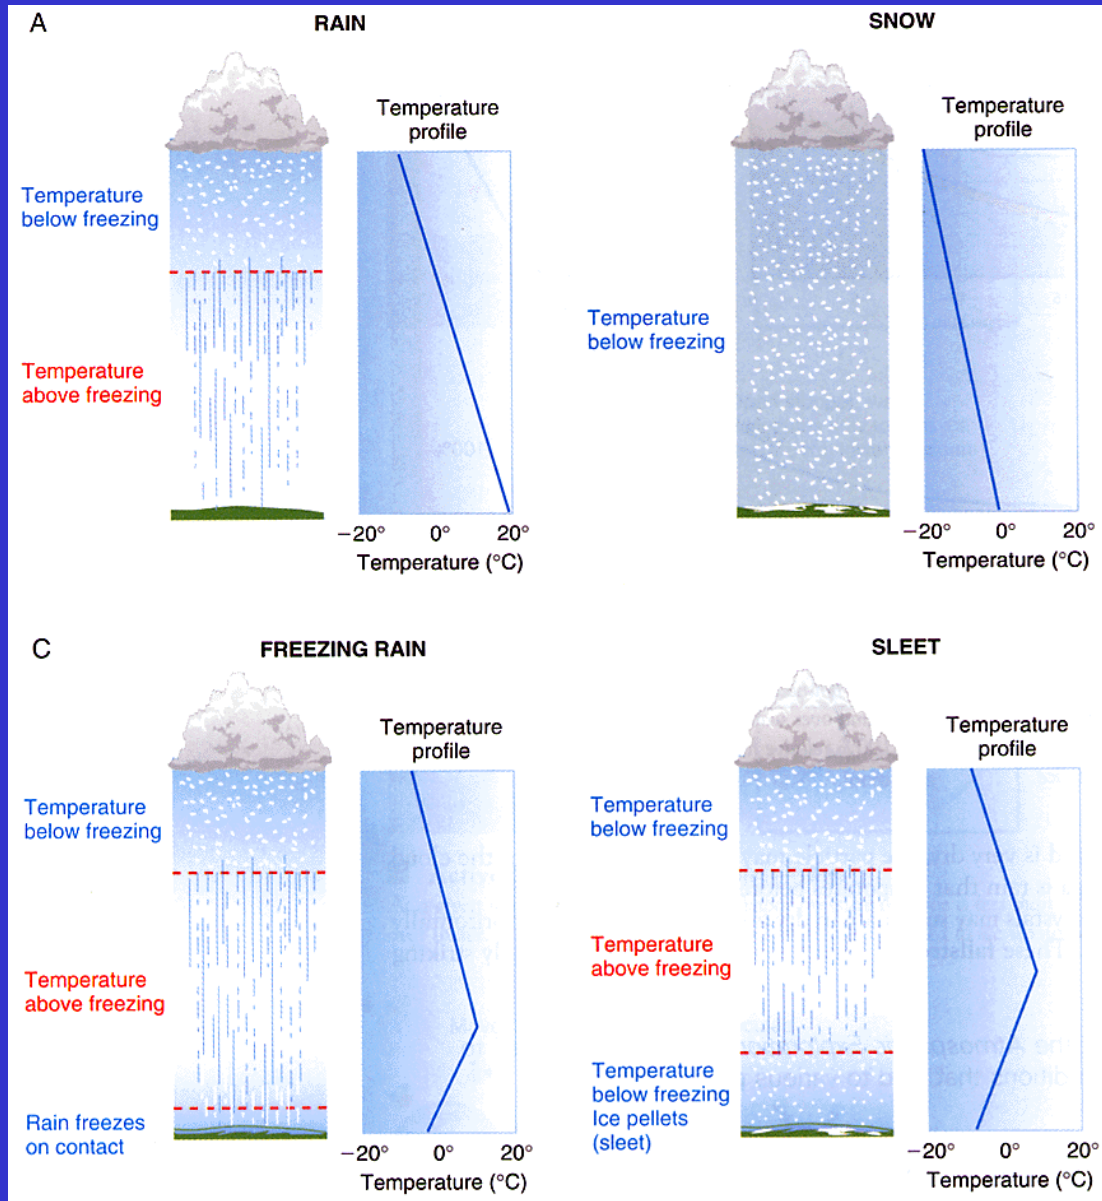 A
RAIN
Temperature
profile
Temperature
below freezing
Temperature
above freezing
−20° 0° 20°
Temperature (°C)
SNOW
Temperature
profile
Temperature
below freezing
100%
−20° 0° 20°
Temperature (°C)
C
FREEZING RAIN
Temperature
profile
Temperature
below freezing
Temperature
above freezing
Rain freezes
on contact
−20° 0° 20°
Temperature (°C)
SLEET
Temperature
profile
Temperature
below freezing
Temperature
above freezing
Temperature
below freezing
Ice pellets
(sleet)
−20° 0° 20°
Temperature (°C)